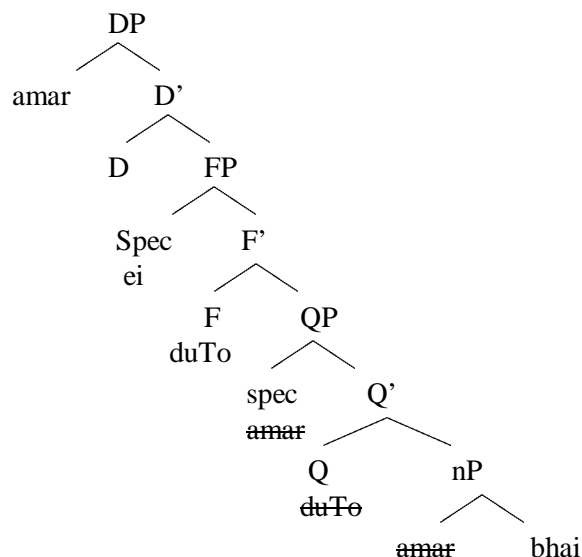 DP
amar D’
D FP
Spec F’
ei
F QP
duTo
spec Q’
amar
Q nP
duTo
amar bhai